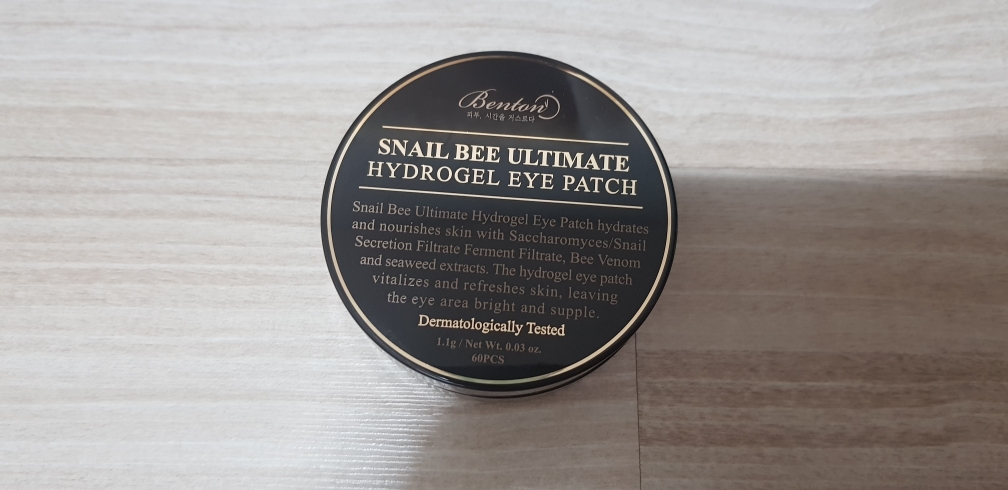 Benton
피부, 시간을 거스르다
SNAIL BEE ULTIMATE
HYDROGEL EYE PATCH
Snail Bee Ultimate Hydrogel Eye Patch hydrates
and nourishes skin with Saccharomyces/Snail
Secretion Filtrate Ferment Filtrate, Bee Venom
and seaweed extracts. The hydrogel eye patch
vitalizes and refreshes skin, leaving
the eye area bright and supple.
Dermatologically Tested
1.1g / Net Wt. 0.03 oz.
60PCS